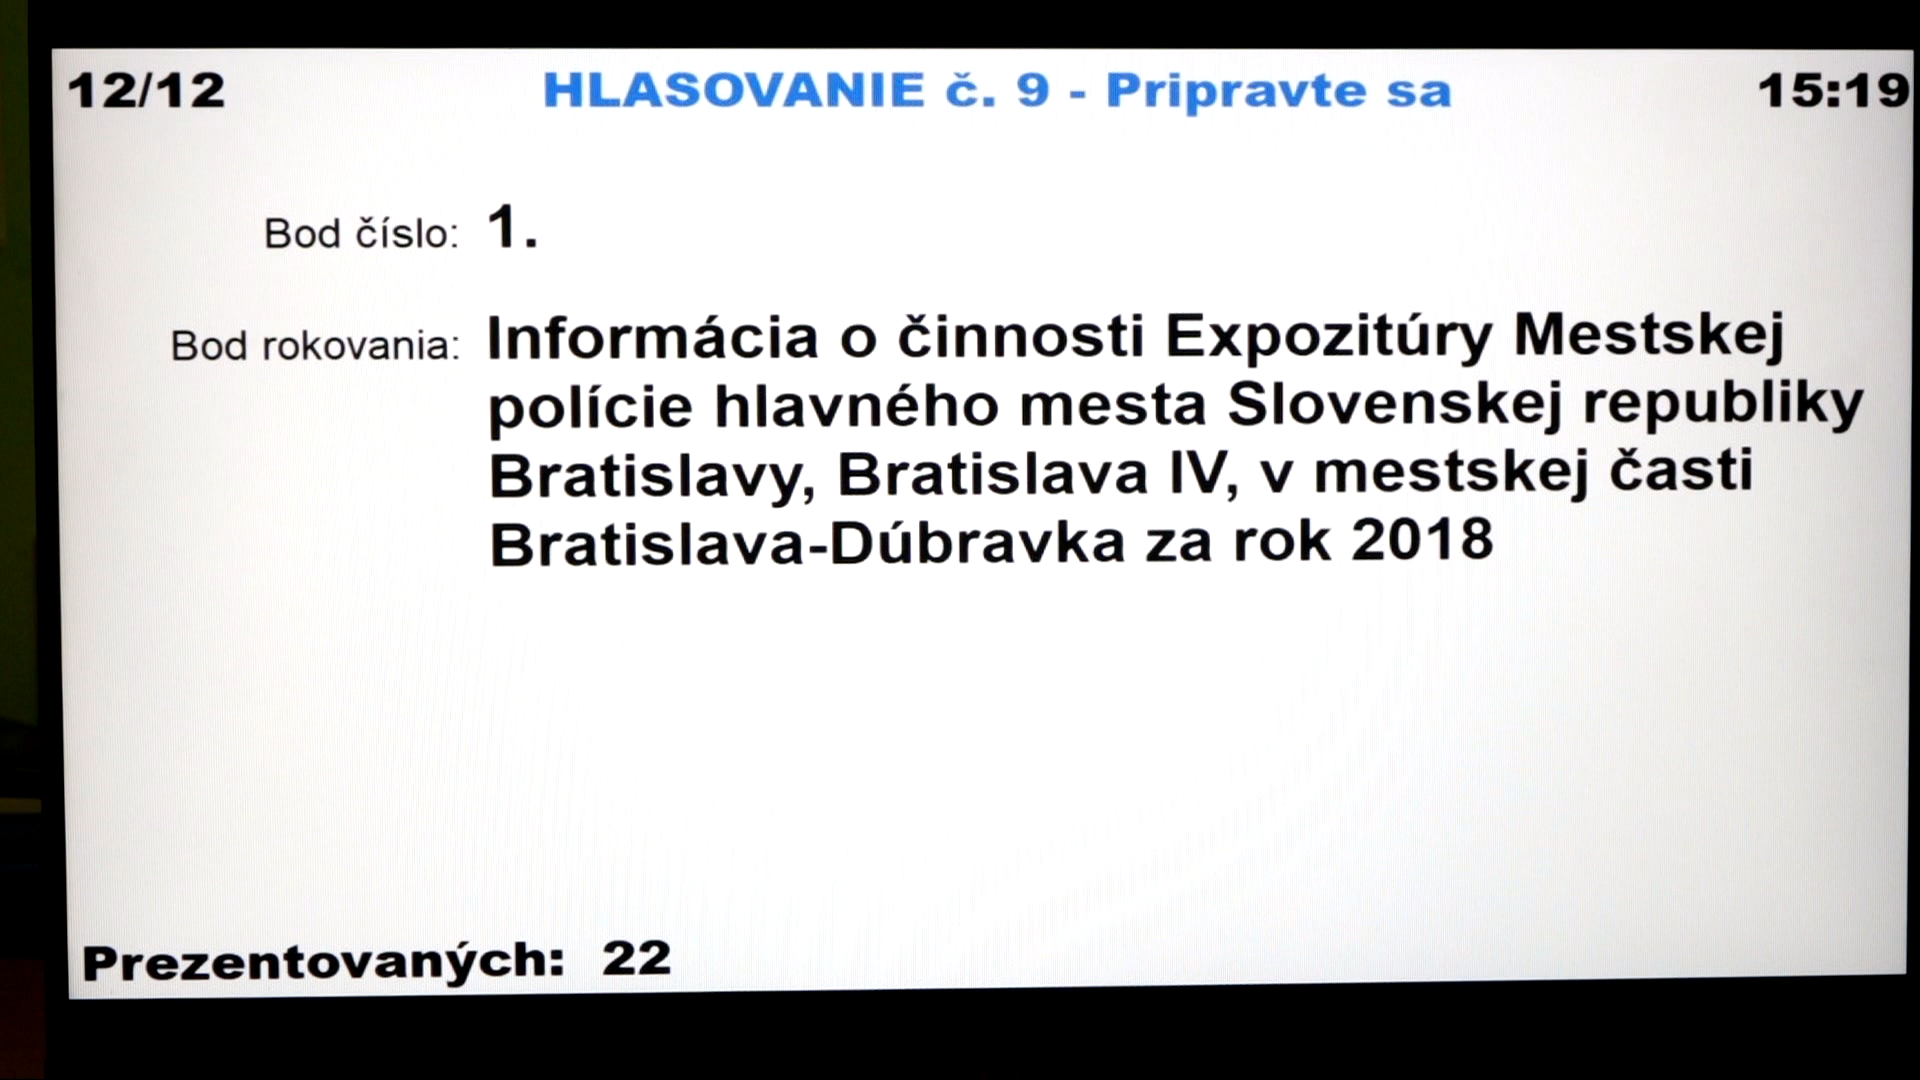 12/12 HLASOVANIE č. 9 - Pripravte sa 15:19
Bod číslo: 1.
Bod rokovania: Informácia o činnosti Expozitúry Mestskej
polície hlavného mesta Slovenskej republiky
Bratislavy, Bratislava IV, v mestskej časti
Bratislava-Dúbravka za rok 2018
Prezentovaných: 22